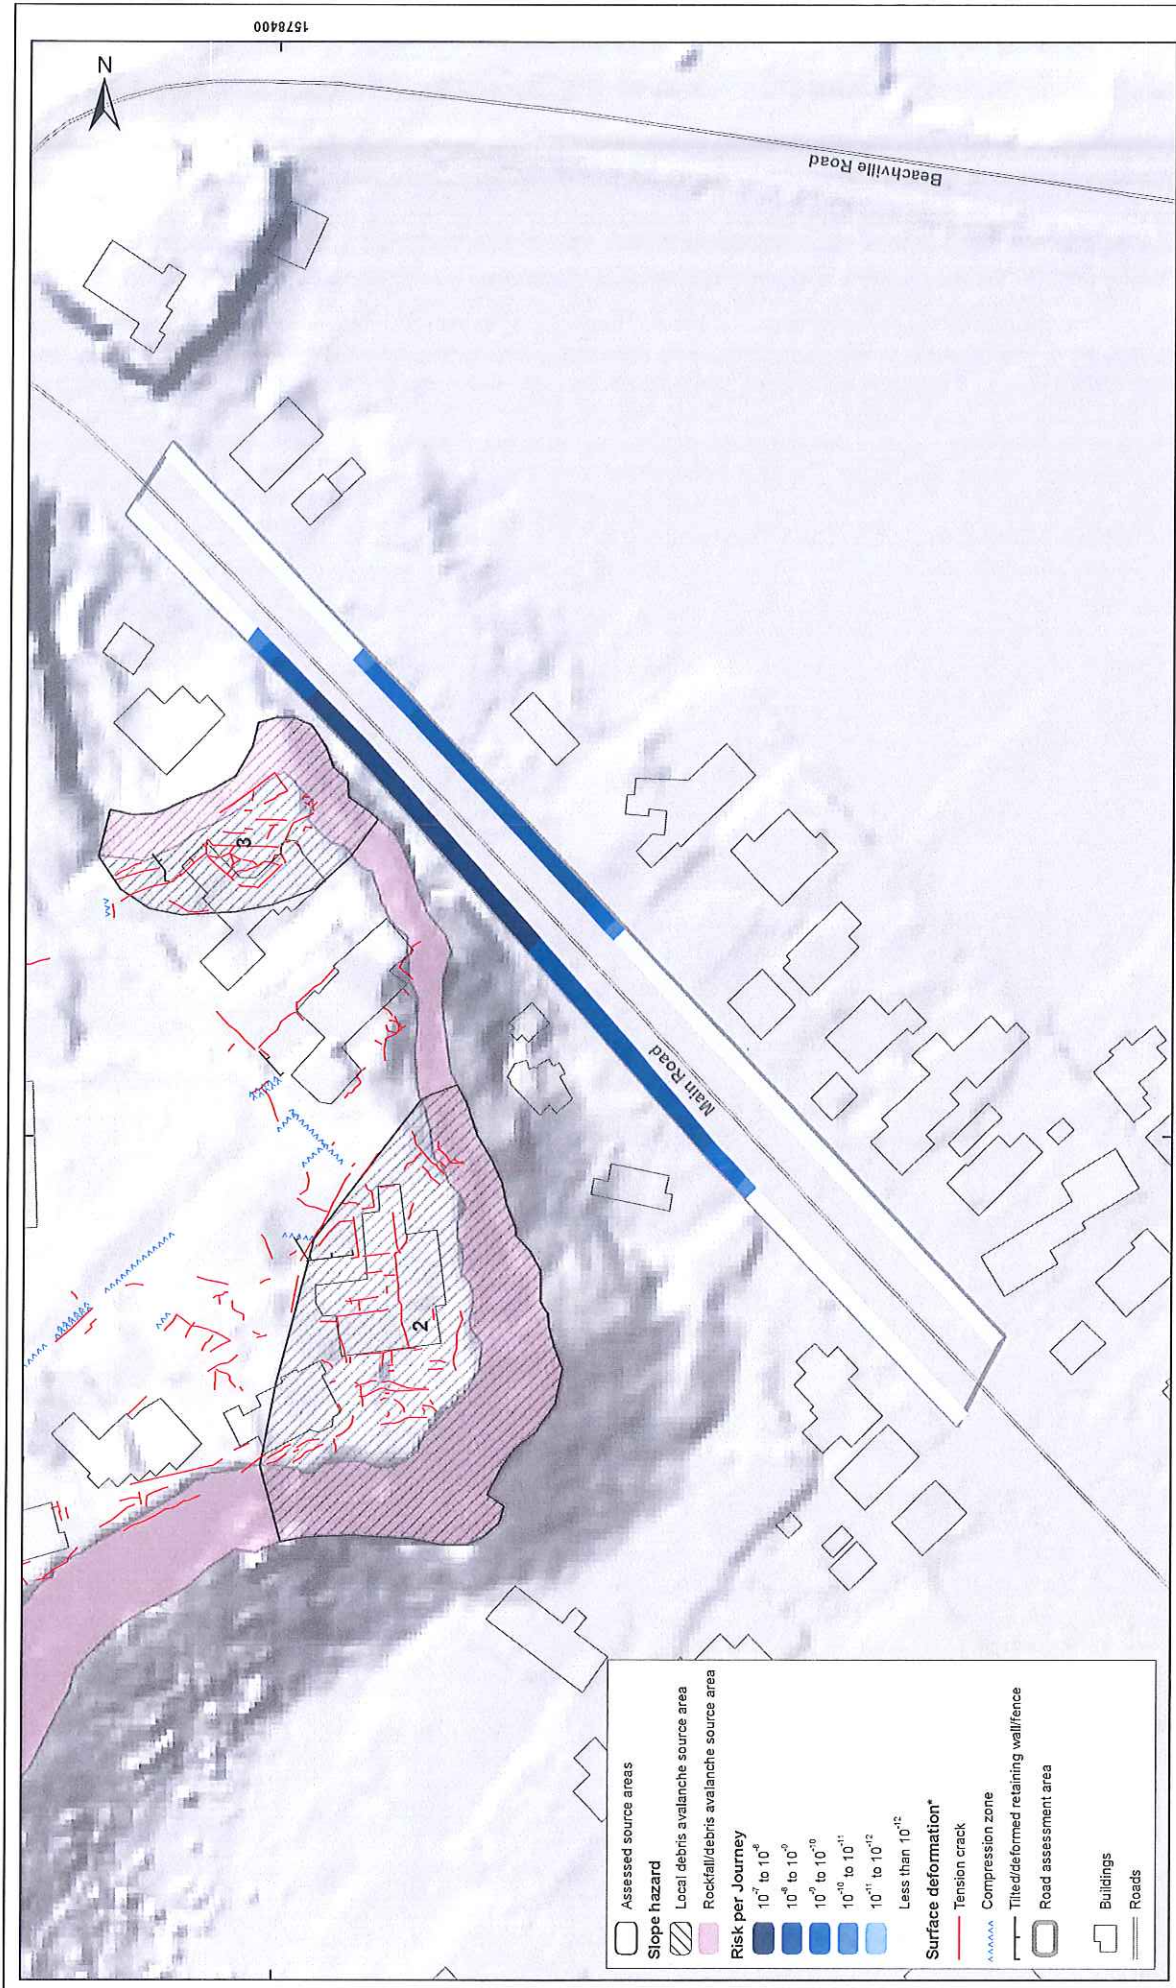 1578400
N
Beachville Road
Main Road
3
2
Assessed source areas
Slope hazard
Local debris avalanche source area
Rockfall/debris avalanche source area
Risk per Journey
10⁻⁷ to 10⁻⁸
10⁻⁸ to 10⁻⁹
10⁻⁹ to 10⁻¹⁰
10⁻¹⁰ to 10⁻¹¹
10⁻¹¹ to 10⁻¹²
Less than 10⁻¹²
Surface deformation*
Tension crack
Compression zone
Tilted/deformed retaining wall/fence
Road assessment area
Buildings
Roads